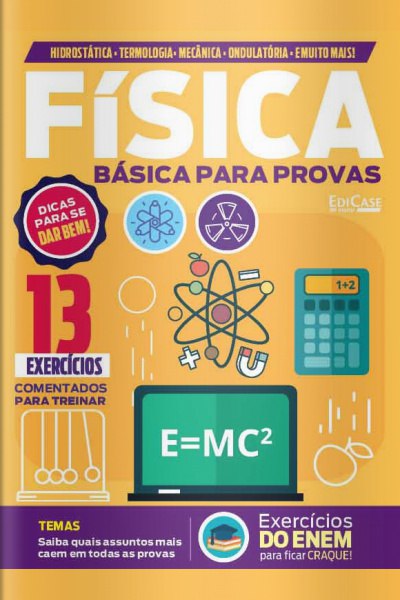 HIDROSTÁTICA • TERMOLOGIA • MECÂNICA • ONDULATÓRIA • E MUITO MAIS!
FÍSICA
BÁSICA PARA PROVAS
EDICASE
DICAS
PARA SE
DAR BEM!
13
EXERCÍCIOS
COMENTADOS
PARA TREINAR
1+2
E=MC²
TEMAS
Saiba quais assuntos mais
caem em todas as provas
Exercícios
DO ENEM
para ficar CRAQUE!